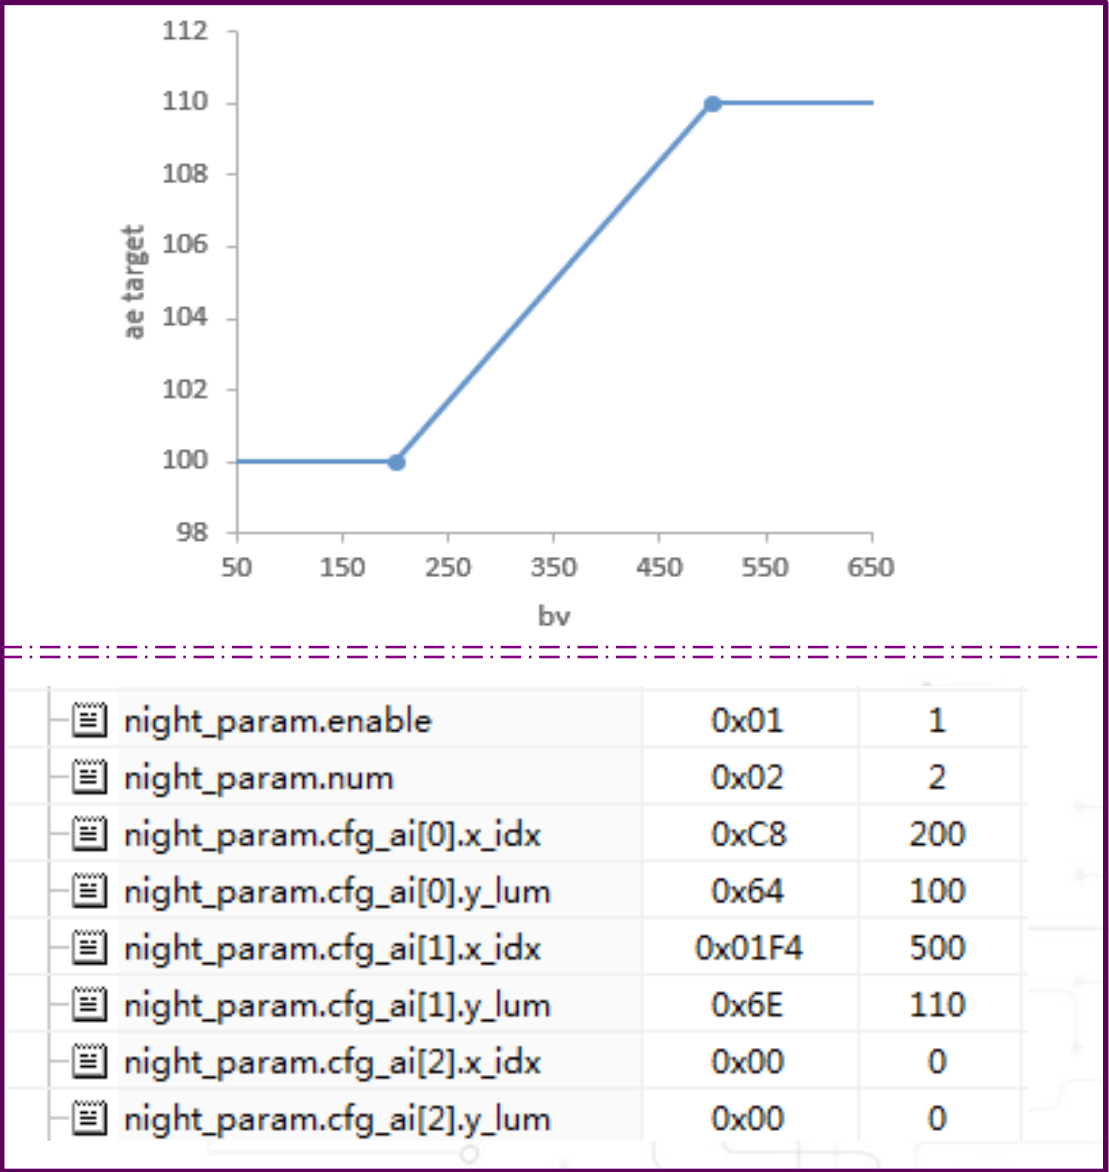 112
110
108
106
104
102
100
98
ae target
50 150 250 350 450 550 650
bv
night_param.enable 0x01 1
night_param.num 0x02 2
night_param.cfg_ai[0].x_idx 0xC8 200
night_param.cfg_ai[0].y_lum 0x64 100
night_param.cfg_ai[1].x_idx 0x01F4 500
night_param.cfg_ai[1].y_lum 0x6E 110
night_param.cfg_ai[2].x_idx 0x00 0
night_param.cfg_ai[2].y_lum 0x00 0